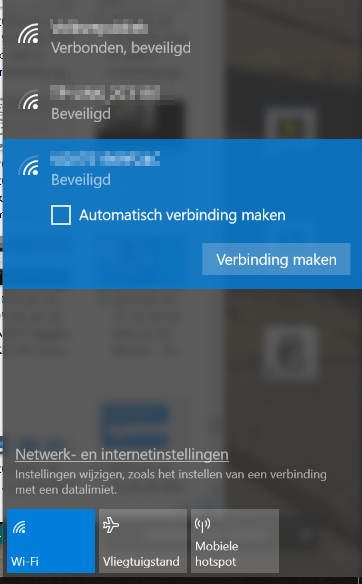 Verbonden, beveiligd
Beveiligd
Beveiligd
Automatisch verbinding maken
Verbinding maken
Netwerk- en internetinstellingen
Instellingen wijzigen, zoals het instellen van een verbinding
met een datalimiet.
Wi-Fi
Vliegtuigstand
Mobiele
hotspot